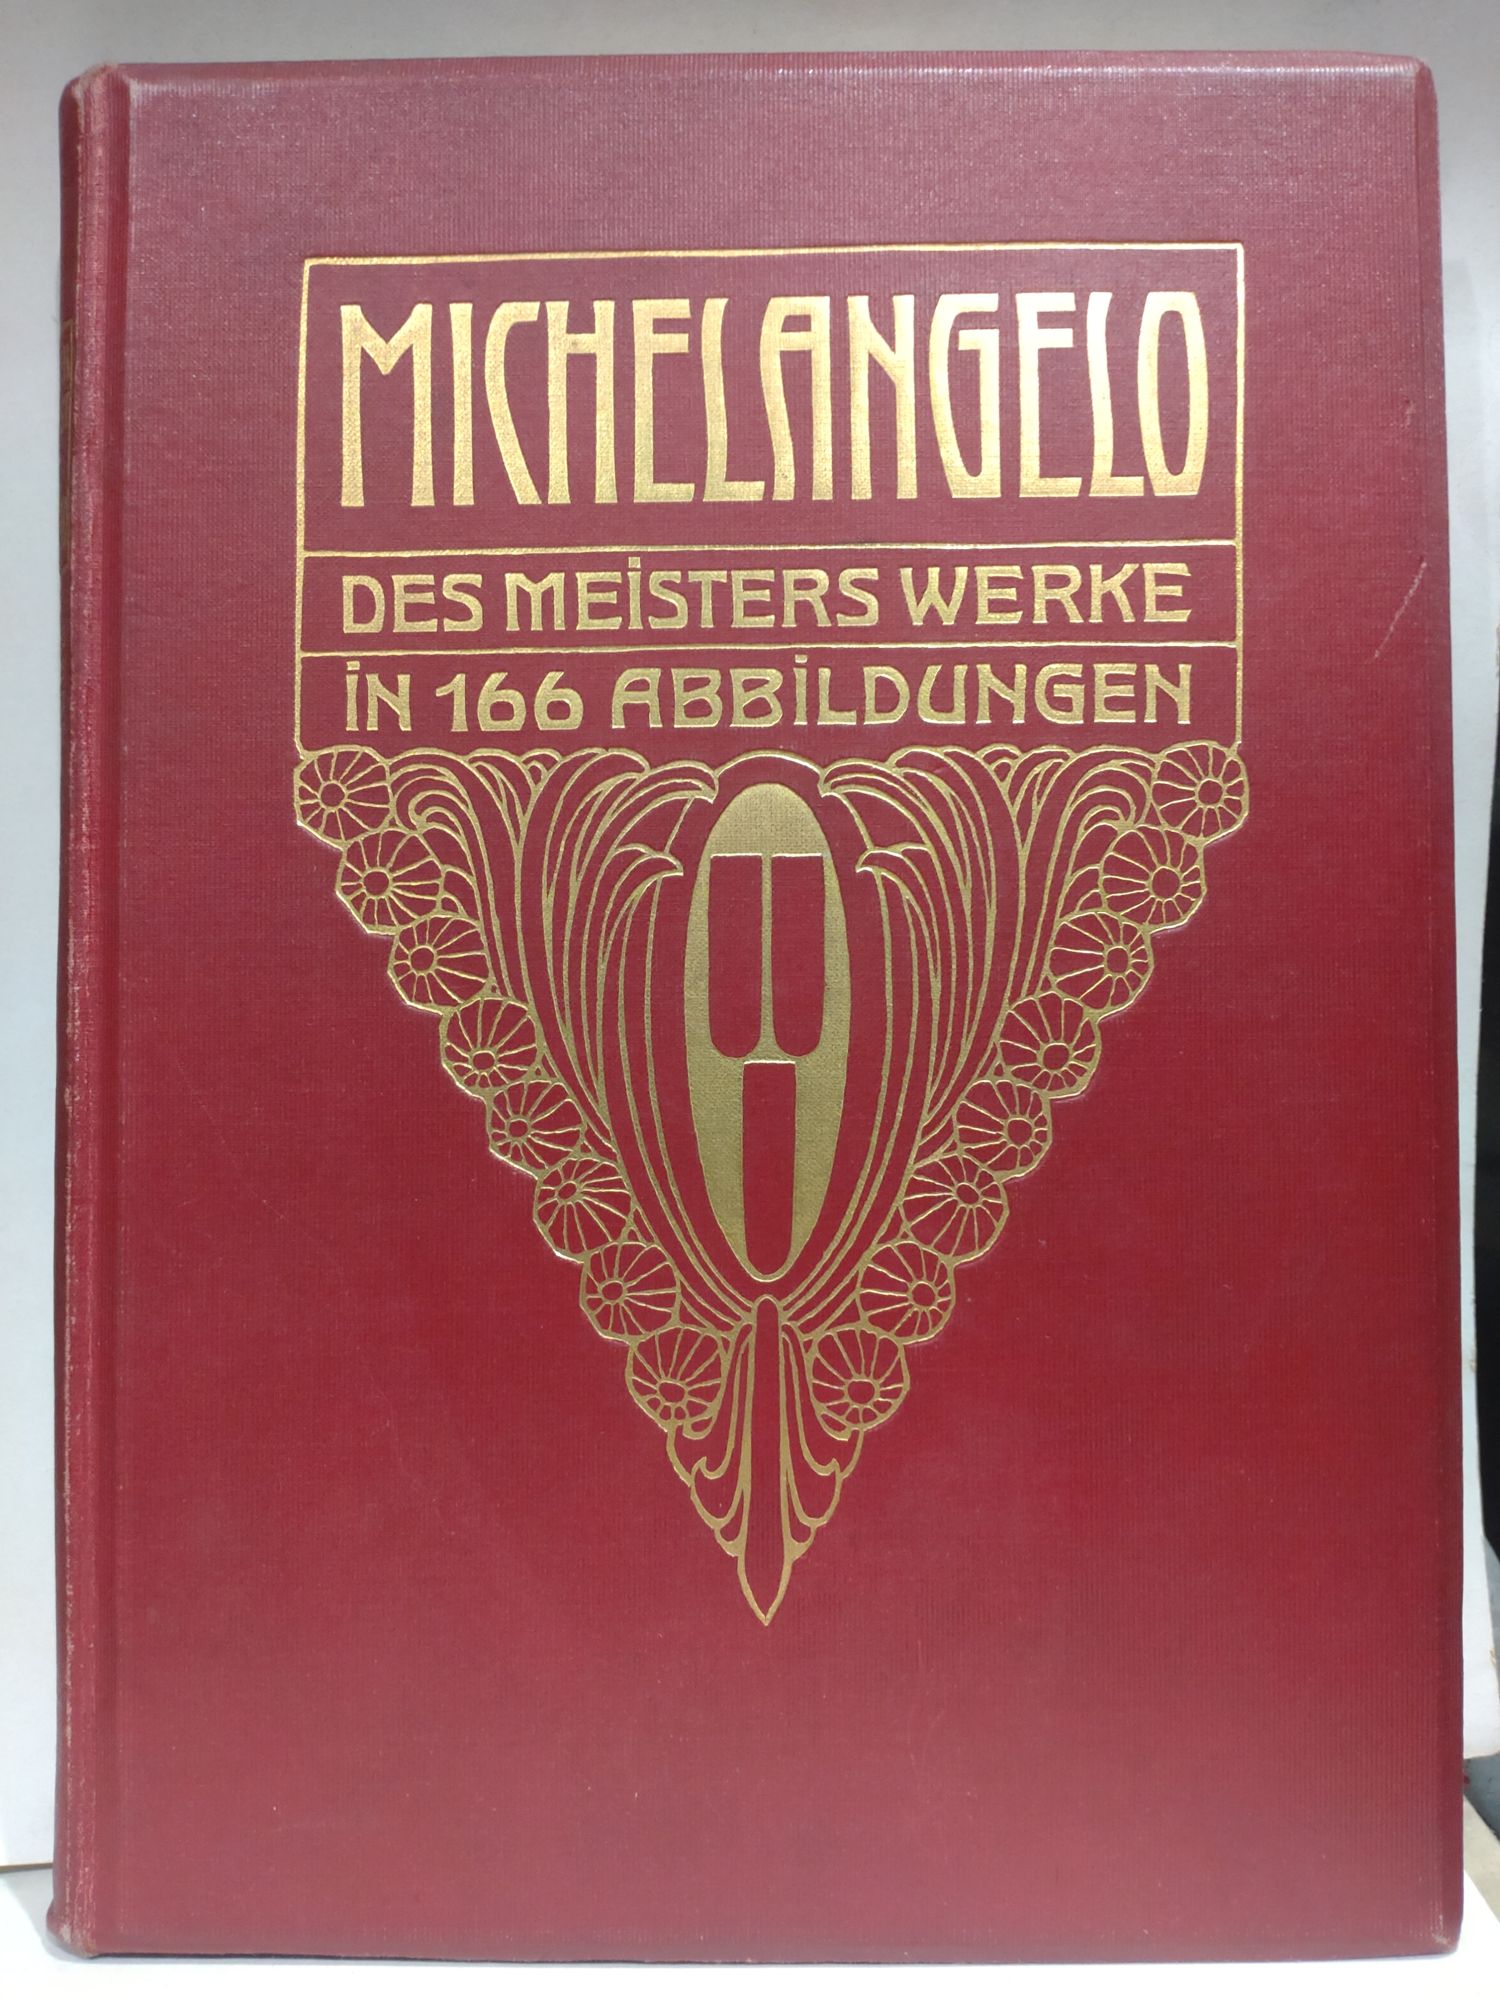 MICHELANGELO
DES MEiSTERS WERKE
iN 166 ABBiLDUNGEN